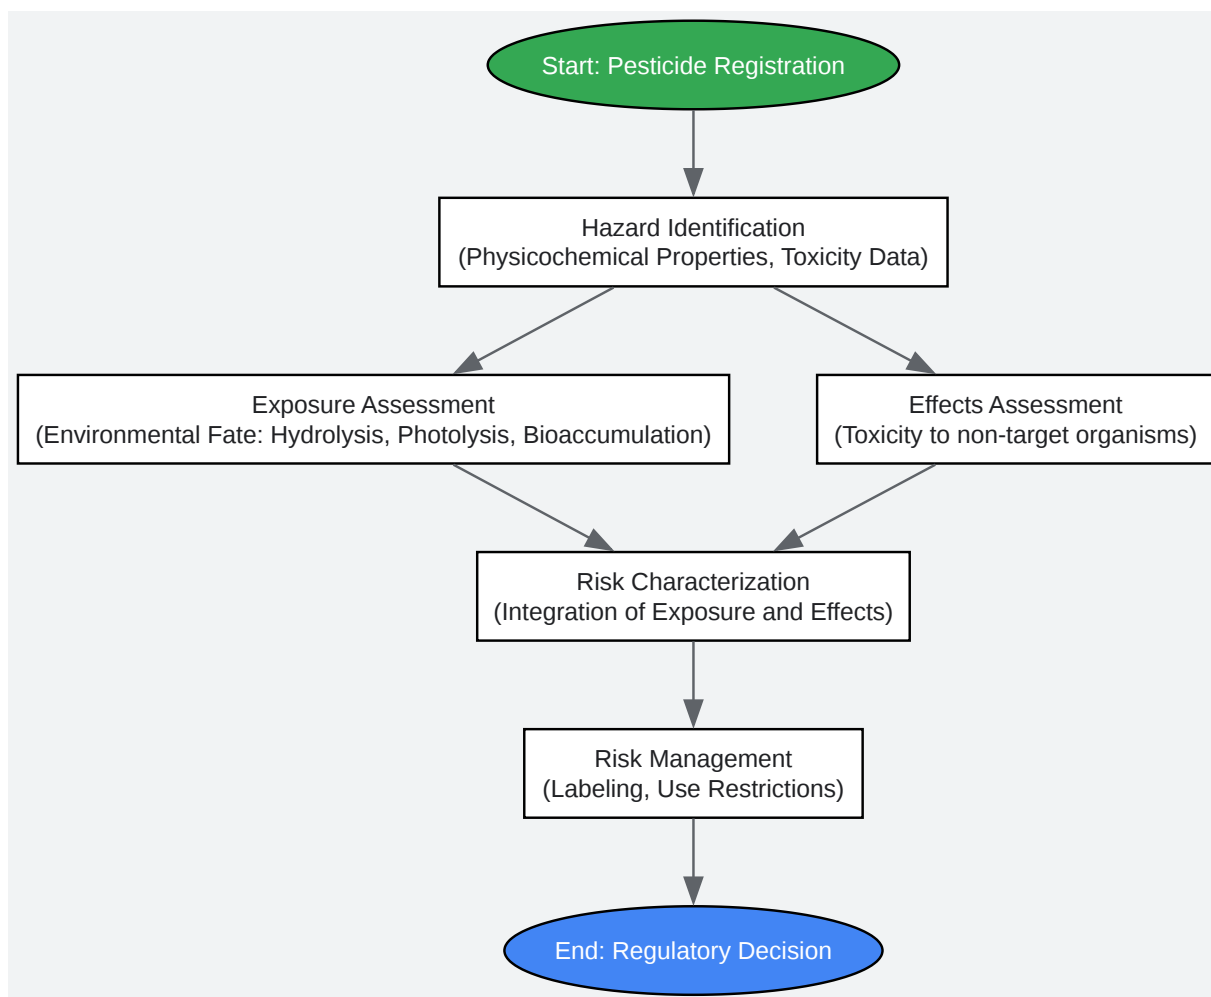 Start: Pesticide Registration
Hazard Identification
(Physicochemical Properties, Toxicity Data)
Exposure Assessment
(Environmental Fate: Hydrolysis, Photolysis, Bioaccumulation)
Effects Assessment
(Toxicity to non-target organisms)
Risk Characterization
(Integration of Exposure and Effects)
Risk Management
(Labeling, Use Restrictions)
End: Regulatory Decision